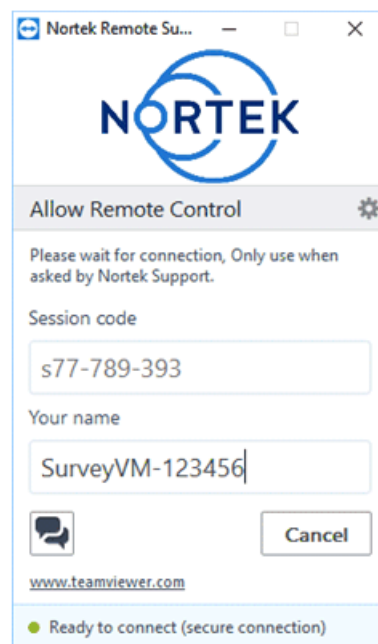 Nortek Remote Su...
NORTEK
Allow Remote Control
Please wait for connection, Only use when
asked by Nortek Support.
Session code
s77-789-393
Your name
SurveyVM-123456
Cancel
www.teamviewer.com
Ready to connect (secure connection)